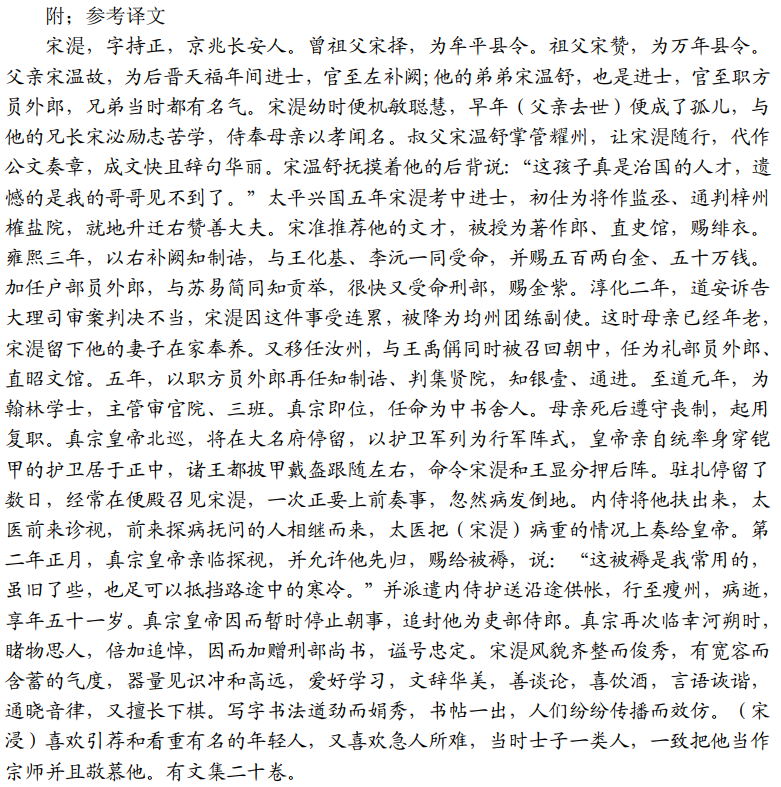 附；参考译文
宋湜，字持正，京兆长安人。曾祖父宋择，为牟平县令。祖父宋赞，为万年县令。
父亲宋温故，为后晋天福年间进士，官至左补阙；他的弟弟宋温舒，也是进士，官至职方
员外郎，兄弟当时都有名气。宋湜幼时便机敏聪慧，早年（父亲去世）便成了孤儿，与
他的兄长宋泌励志苦学，侍奉母亲以孝闻名。叔父宋温舒掌管耀州，让宋湜随行，代作
公文奏章，成文快且辞句华丽。宋温舒抚摸着他的后背说：“这孩子真是治国的人才，遗
憾的是我的哥哥见不到了。” 太平兴国五年宋湜考中进士，初仕为将作监丞、通判梓州
榷盐院，就地升迁右赞善大夫。宋准推荐他的文才，被授为著作郎、直史馆，赐绯衣。
雍熙三年，以右补阙知制诰，与王化基、李沆一同受命，并赐五百两白金、五十万钱。
加任户部员外郎，与苏易简同知贡举，很快又受命刑部，赐金紫。淳化二年，道安诉告
大理司审案判决不当，宋湜因这件事受连累，被降为均州团练副使。这时母亲已经年老，
宋湜留下他的妻子在家奉养。又移任汝州，与王禹偁同时被召回朝中，任为礼部员外郎、
直昭文馆。五年，以职方员外郎再任知制诰、判集贤院，知银壹、通进。至道元年，为
翰林学士，主管审官院、三班。真宗即位，任命为中书舍人。母亲死后遵守丧制，起用
复职。真宗皇帝北巡，将在大名府停留，以护卫军列为行军阵式，皇帝亲自统率身穿铠
甲的护卫居于正中，诸王都披甲戴盔跟随左右，命令宋湜和王显分押后阵。驻扎停留了
数日，经常在便殿召见宋湜，一次正要上前奏事，忽然病发倒地。内侍将他扶出来，太
医前来诊视，前来探病抚问的人相继而来，太医把（宋湜）病重的情况上奏给皇帝。第
二年正月，真宗皇帝亲临探视，并允许他先归，赐给被褥，说： “这被褥是我常用的，
虽旧了些，也足可以抵挡路途中的寒冷。”并派遣内侍护送沿途供帐，行至瘦州，病逝，
享年五十一岁。真宗皇帝因而暂时停止朝事，追封他为吏部侍郎。真宗再次临幸河朔时，
睹物思人，倍加追悼，因而加赠刑部尚书，谥号忠定。宋湜风貌齐整而俊秀，有宽容而
含蓄的气度，器量见识冲和高远，爱好学习，文辞华美，善谈论，喜饮酒，言语诙谐，
通晓音律，又擅长下棋。写字书法遒劲而娟秀，书帖一出，人们纷纷传播而效仿。（宋
浸）喜欢引荐和看重有名的年轻人，又喜欢急人所难，当时士子一类人，一致把他当作
宗师并且敬慕他。有文集二十卷。